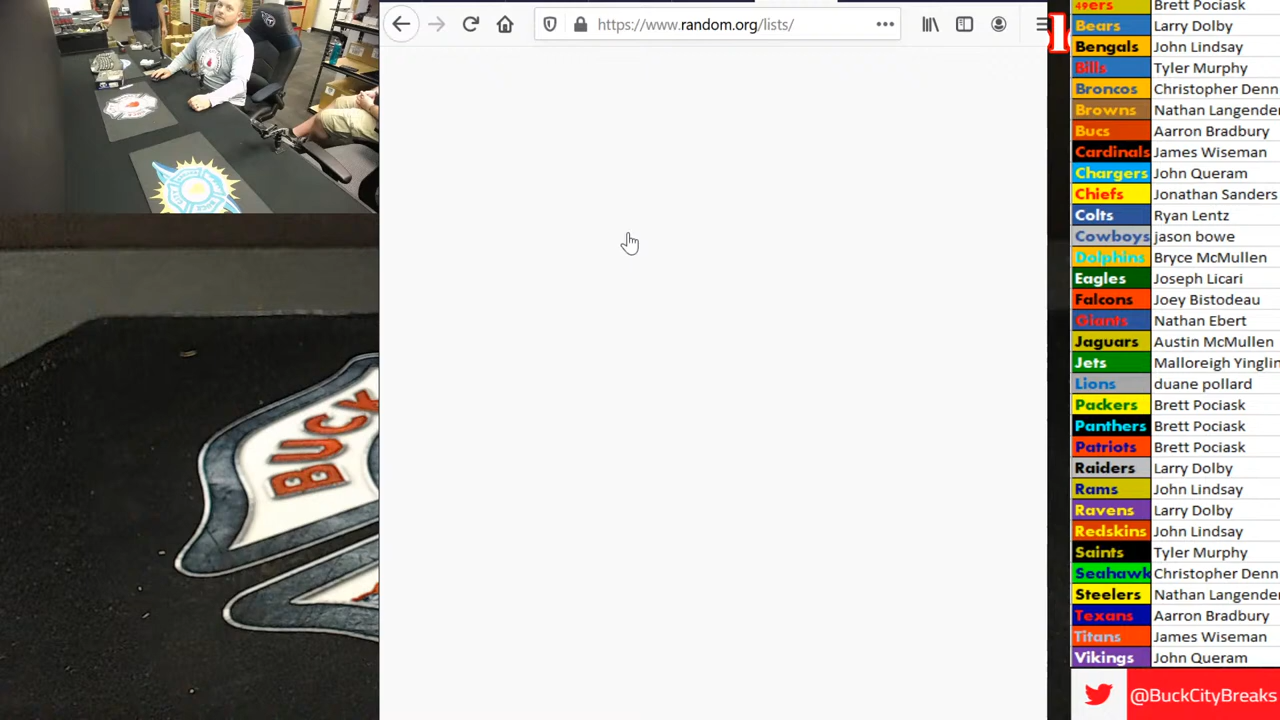 https://www.random.org/lists/
49ers Brett Pociask
Bears Larry Dolby
Bengals John Lindsay
Bills Tyler Murphy
Broncos Christopher Denn
Browns Nathan Langender
Bucs Aarron Bradbury
Cardinals James Wiseman
Chargers John Queram
Chiefs Jonathan Sanders
Colts Ryan Lentz
Cowboys jason bowe
Dolphins Bryce McMullen
Eagles Joseph Licari
Falcons Joey Bistodeau
Giants Nathan Ebert
Jaguars Austin McMullen
Jets Malloreigh Yinglin
Lions duane pollard
Packers Brett Pociask
Panthers Brett Pociask
Patriots Brett Pociask
Raiders Larry Dolby
Rams John Lindsay
Ravens Larry Dolby
Redskins John Lindsay
Saints Tyler Murphy
Seahawk Christopher Denn
Steelers Nathan Langender
Texans Aarron Bradbury
Titans James Wiseman
Vikings John Queram
@BuckCityBreaks
BUCK